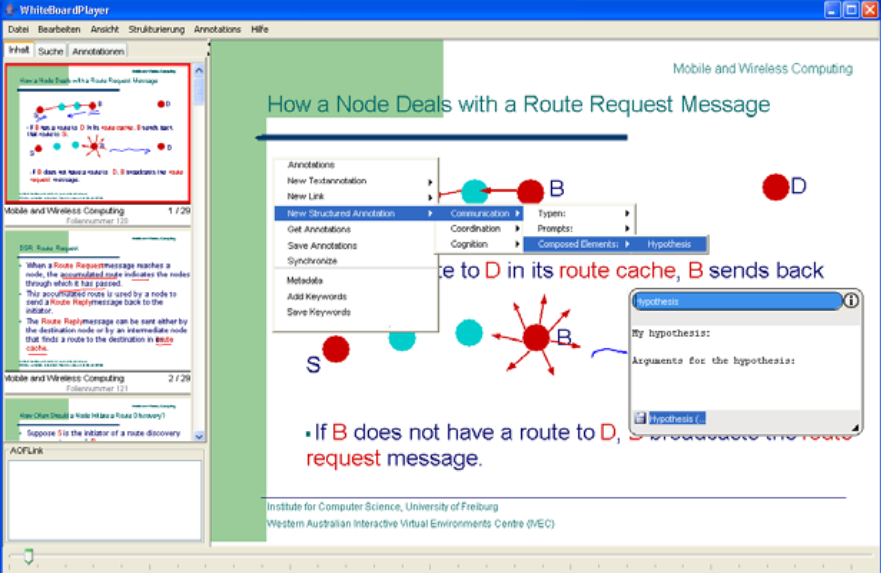 WhiteBoardPlayer
Datei Bearbeiten Ansicht Strukturierung Annotations Hilfe
Inhalt Suche Annotationen
Mobile and Wireless Computing
How a Node Deals with a Route Request Message
B
D
S
If B has a route to D in its route cache, B sends back
that route to S.
S
B
If B does not have a route to D, B broadcasts the route
request message.
Mobile and Wireless Computing 1 / 29
Foliennummer 120
DSR: Route Request
When a Route Requestmessage reaches a
node, the accumulated route indicates the nodes
through which it has passed.
This accumulated route is used by a node to
send a Route Replymessage back to the
initiator.
The Route Replymessage can be sent either by
the destination node or by an intermediate node
that finds a route to the destination in its route
cache.
Mobile and Wireless Computing 2 / 29
Foliennummer 121
How Often Should a Node Initiate a Route Discovery?
Suppose S is the initiator of a route discovery
AOFLink
Mobile and Wireless Computing
How a Node Deals with a Route Request Message
Annotations
New Textannotation
New Link
New Structured Annotation
Get Annotations
Save Annotations
Synchronize
Metadata
Add Keywords
Save Keywords
Communication
Coordination
Cognition
Typen:
Prompts:
Composed Elements:
Hypothesis
B
D
te to D in its route cache, B sends back
S
B
Hypothesis
My hypothesis:
Arguments for the hypothesis:
Hypothesis (...
If B does not have a route to D, B broadcasts the route
request message.
Institute for Computer Science, University of Freiburg
Western Australian Interactive Virtual Environments Centre (IVEC)